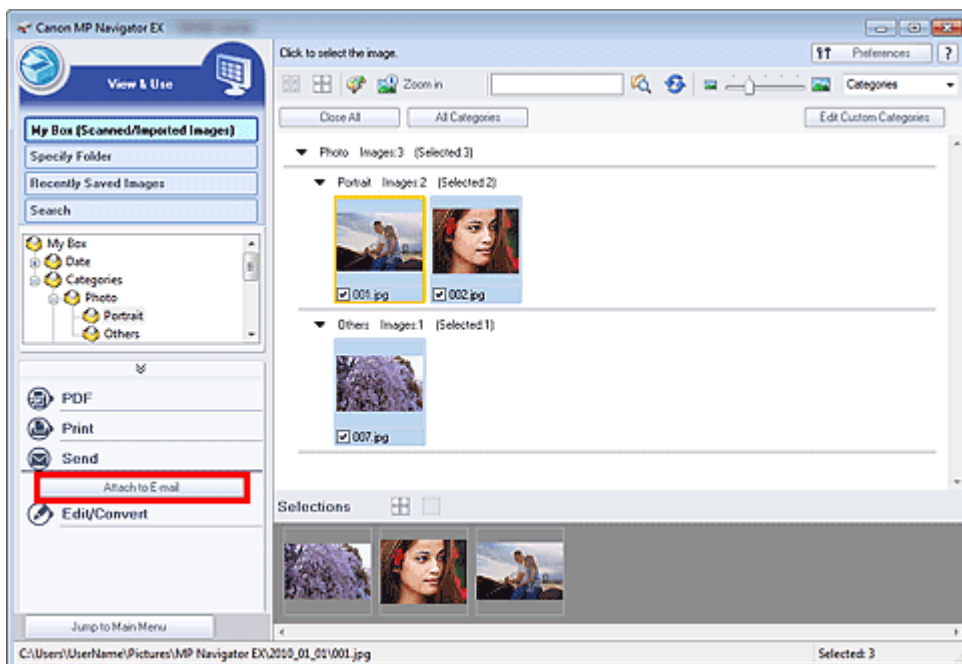 Canon MP Navigator EX
View & Use
My Box (Scanned/Imported Images)
Specify Folder
Recently Saved Images
Search
My Box
Date
Categories
Photo
Portrait
Others
PDF
Print
Send
Attach to E-mail
Edit/Convert
Jump to Main Menu
Click to select the image.
Preferences
?
Zoom in
Categories
Close All
All Categories
Edit Custom Categories
Photo Images:3 (Selected:3)
Portrait Images:2 (Selected:2)
001.jpg
002.jpg
Others Images:1 (Selected:1)
007.jpg
Selections
C:\Users\UserName\Pictures\MP Navigator EX\2010_01_01\001.jpg
Selected: 3